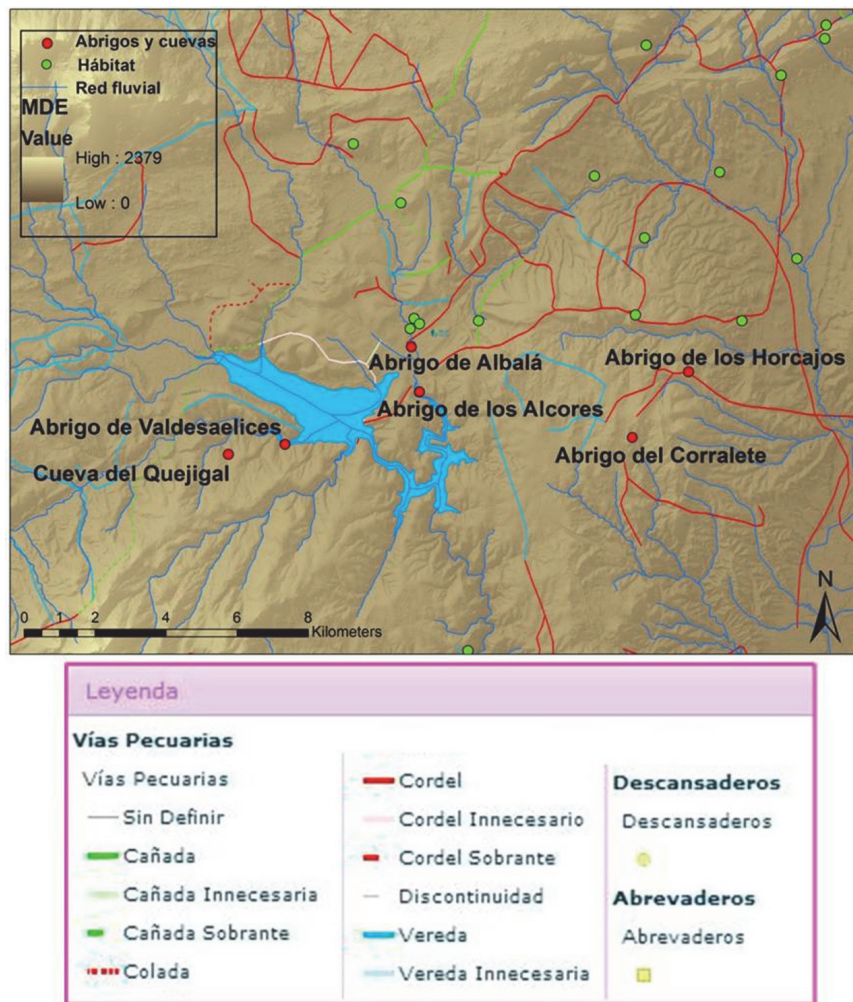 Abrigos y cuevas
Hábitat
Red fluvial
MDE
Value
High : 2379
Low : 0
Abrigo de Albalá
Abrigo de los Horcajos
Abrigo de los Alcores
Abrigo de Valdesaelices
Abrigo del Corralete
Cueva del Quejigal
N
0 1 2 4 6 8
Kilometers
Leyenda
Vías Pecuarias
Vías Pecuarias
Sin Definir
Cañada
Cañada Innecesaria
Cañada Sobrante
Colada
Cordel
Cordel Innecesario
Cordel Sobrante
Discontinuidad
Vereda
Vereda Innecesaria
Descansaderos
Descansaderos
Abrevaderos
Abrevaderos